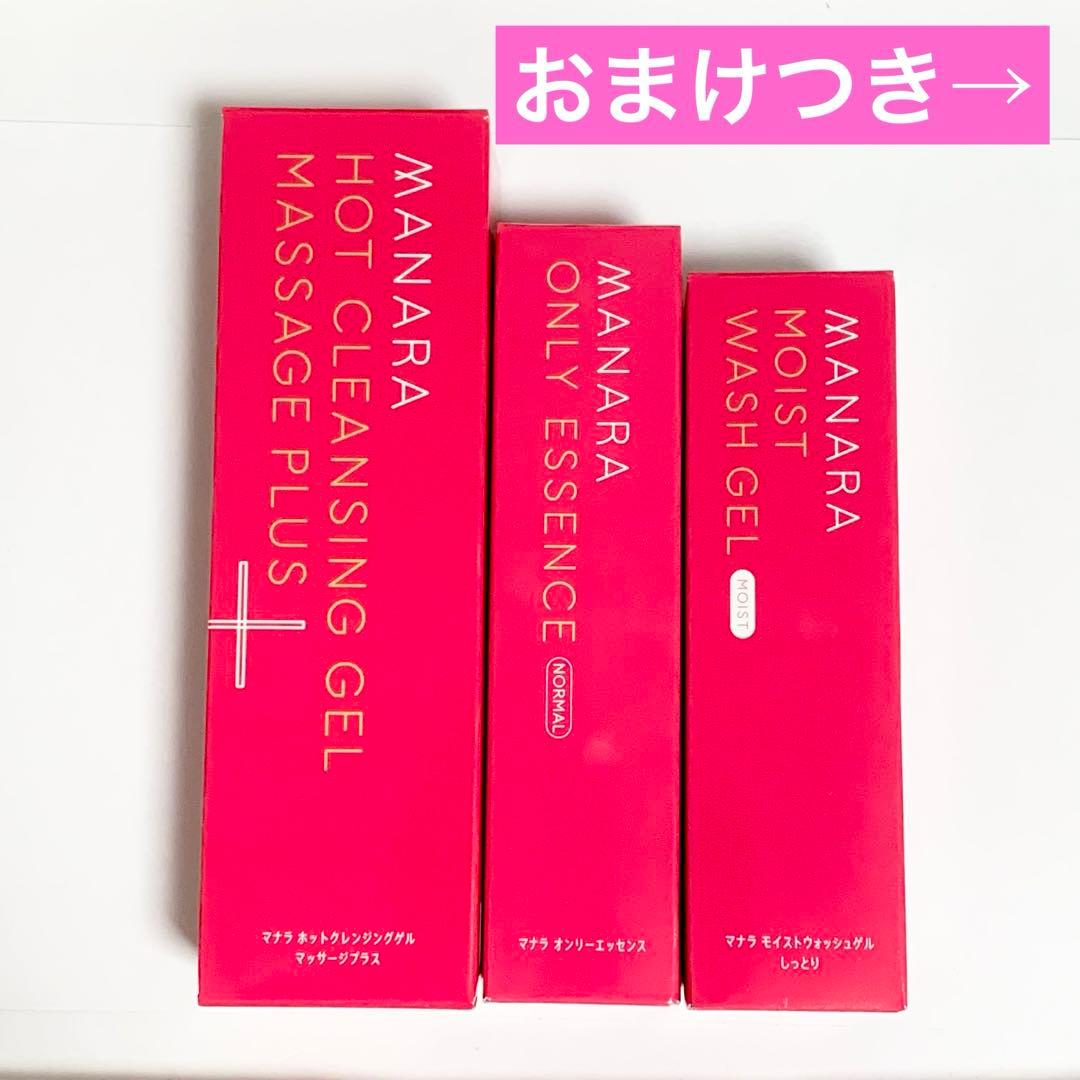 おまけつき→
MANARA
HOT CLEANSING GEL
MASSAGE PLUS
マナラ ホットクレンジングゲル
マッサージプラス
MANARA
ONLY ESSENCE NORMAL
マナラ オンリーエッセンス
MANARA
MOIST
WASH GEL MOIST
マナラ モイストウォッシュゲル
しっとり